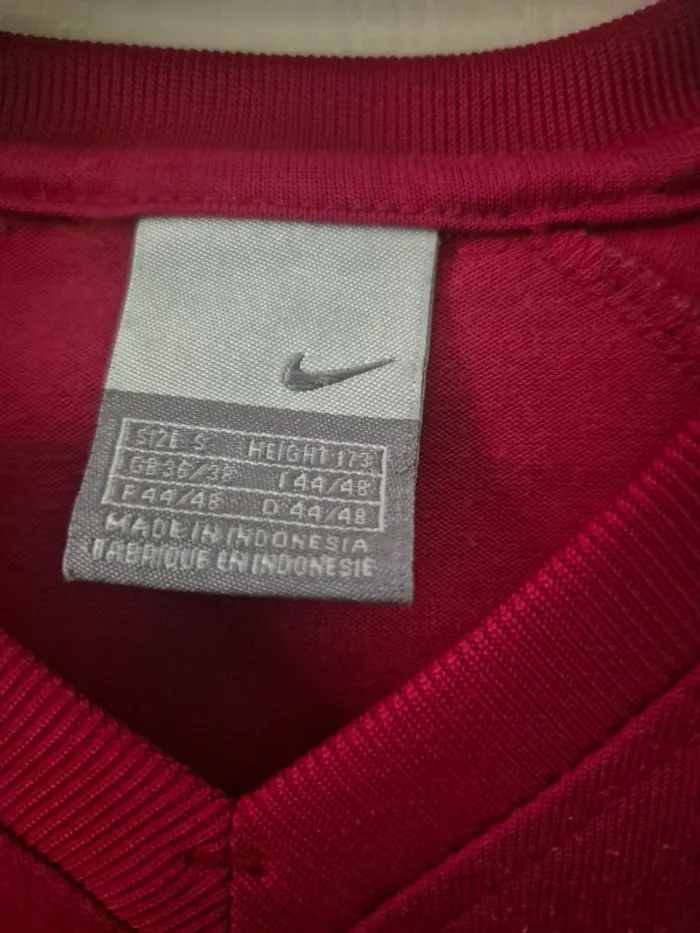 SIZE S HEIGHT 173
GB 36/38 I 44/48
F 44/48 D 44/48
MADE IN INDONESIA
FABRIQUE EN INDONESIE